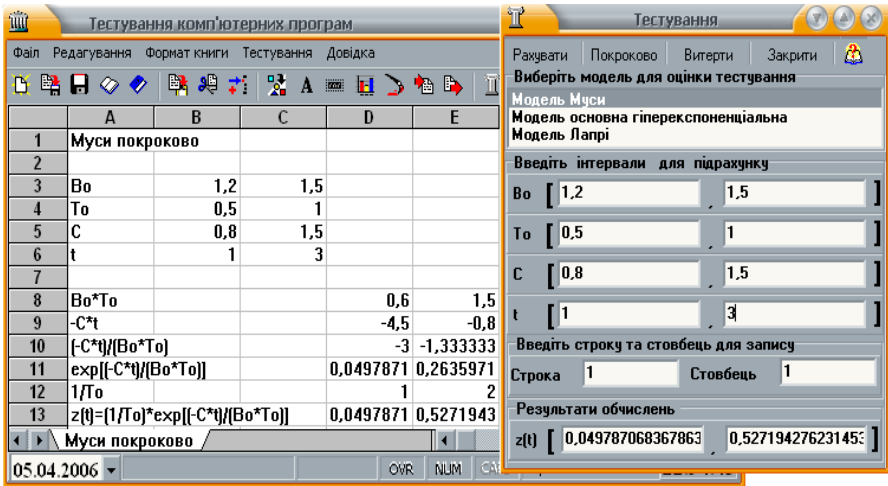 Тестування комп'ютерних програм
Фаіл Редагування Формат книги Тестування Довідка
A B C D E
1 Муси покроково
2
3 Bo 1,2 1,5
4 To 0,5 1
5 C 0,8 1,5
6 t 1 3
7
8 Bo*To 0,6 1,5
9 -C*t -4,5 -0,8
10 (-C*t)/(Bo*To) -3 -1,333333
11 exp[(-C*t)/(Bo*To)] 0,0497871 0,2635971
12 1/To 1 2
13 z(t)=(1/To)*exp[(-C*t)/(Bo*To)] 0,0497871 0,5271943
Муси покроково
05.04.2006 OVR NUM
Тестування
Рахувати Покроково Витерти Закрити
Виберіть модель для оцінки тестування
Модель Муси
Модель основна гіперекспоненціальна
Модель Лапрі
Введіть інтервали для підрахунку
Bo [ 1,2 , 1,5 ]
To [ 0,5 , 1 ]
C [ 0,8 , 1,5 ]
t [ 1 , 3 ]
Введіть строку та стовбець для запису
Строка 1 Стовбець 1
Результати обчислень
z(t) [ 0,049787068367863 , 0,527194276231453 ]